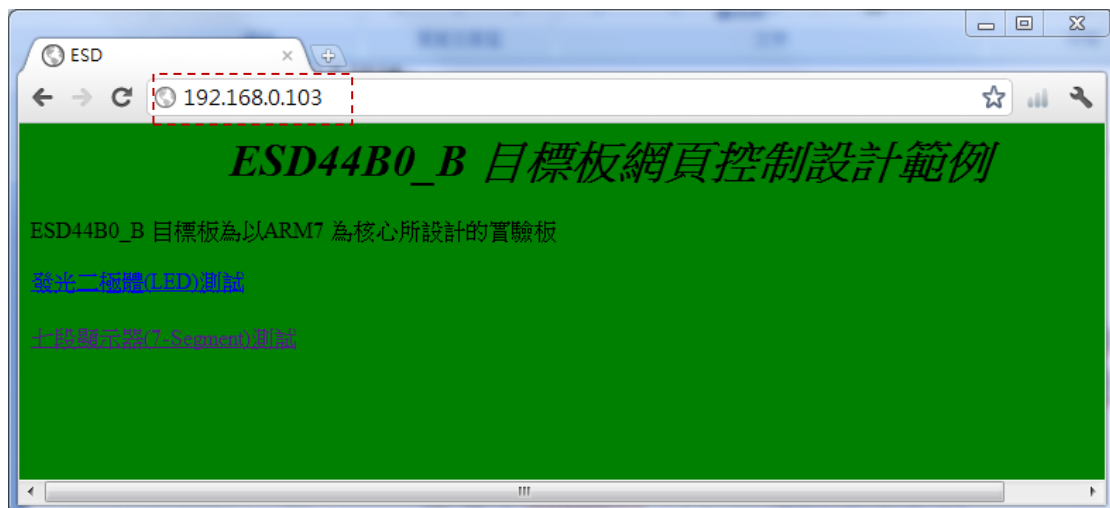 ESD
192.168.0.103
ESD44B0_B 目標板網頁控制設計範例
ESD44B0_B 目標板為以ARM7 為核心所設計的實驗板
發光二極體(LED)測試
七段顯示器(7-Segment)測試